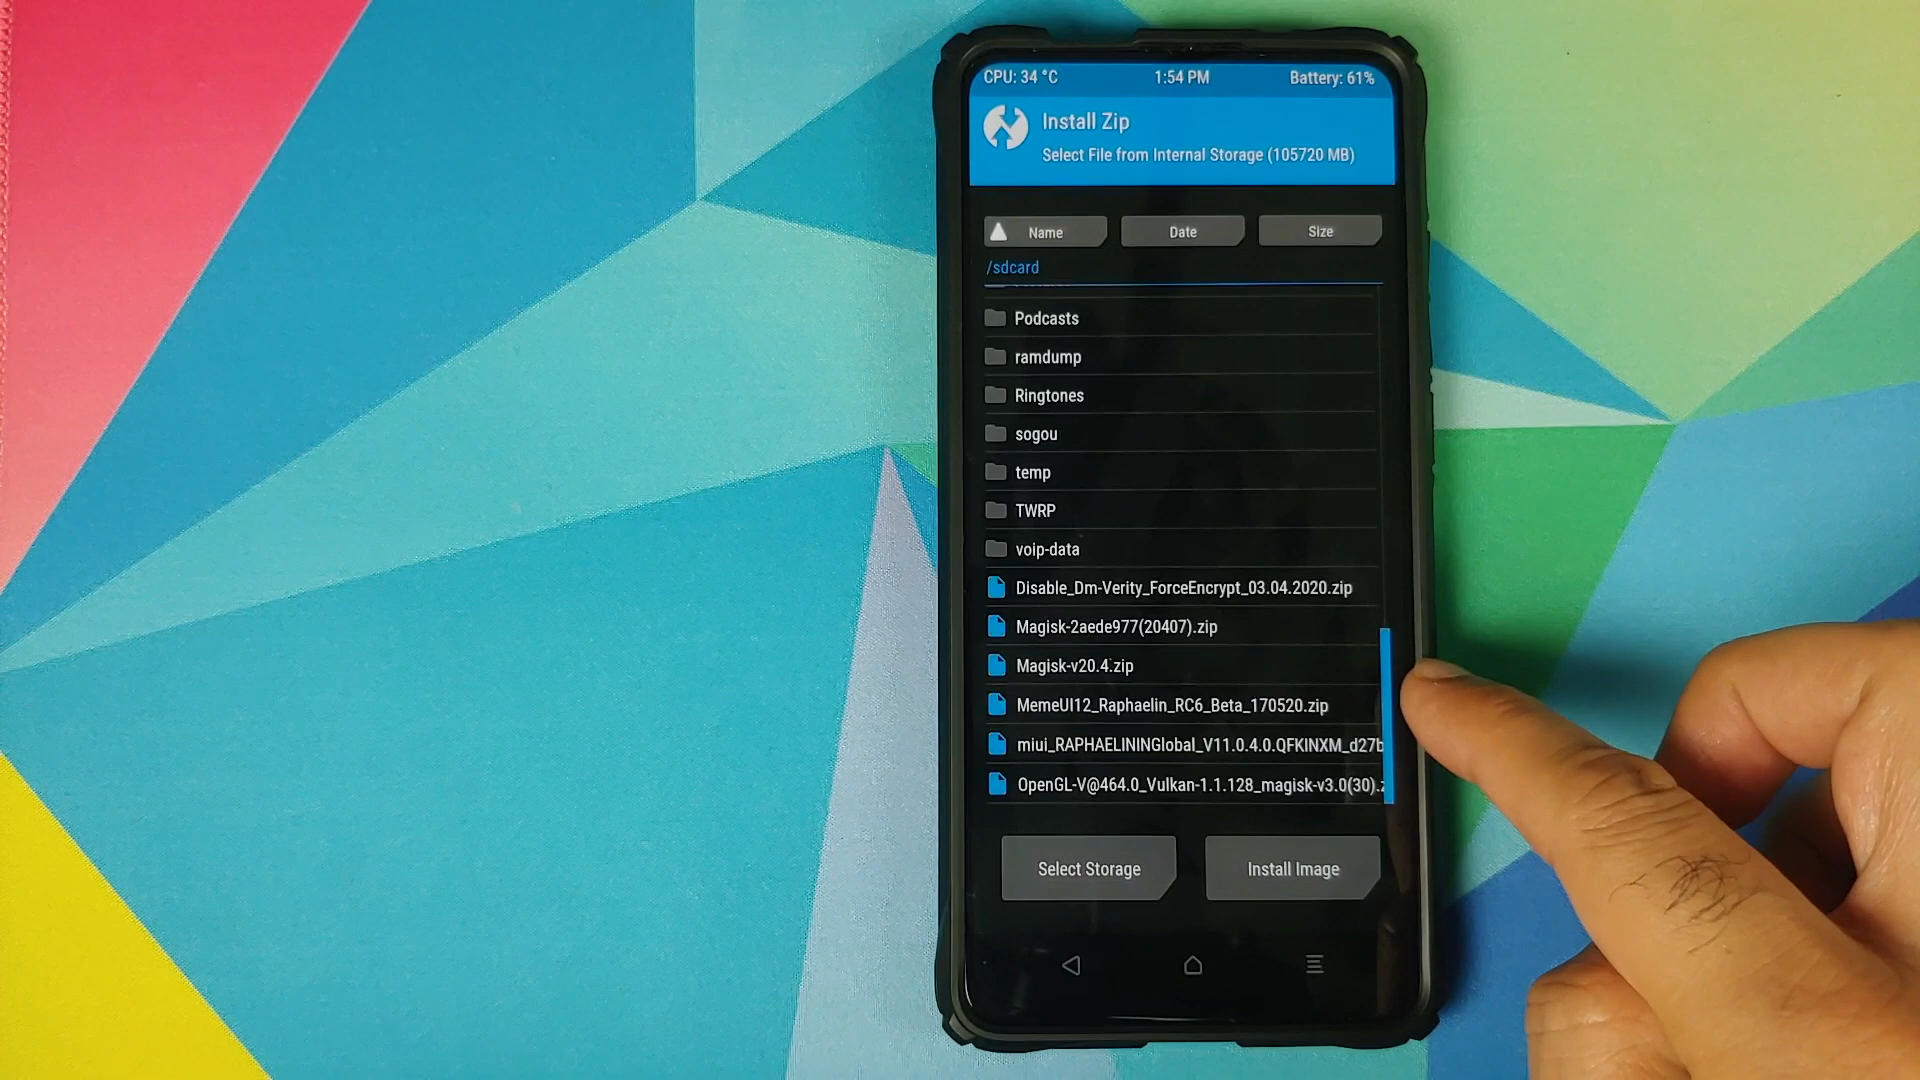 CPU: 34 °C 1:54 PM Battery: 61%
Install Zip
Select File from Internal Storage (105720 MB)
Name Date Size
/sdcard
Podcasts
ramdump
Ringtones
sogou
temp
TWRP
voip-data
Disable_Dm-Verity_ForceEncrypt_03.04.2020.zip
Magisk-2aede977(20407).zip
Magisk-v20.4.zip
MemeUI12_Raphaelin_RC6_Beta_170520.zip
miui_RAPHAELININGlobal_V11.0.4.0.QFKINXM_d27b
OpenGL-V@464.0_Vulkan-1.1.128_magisk-v3.0(30).z
Select Storage Install Image